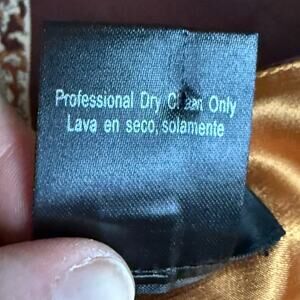 Professional Dry Clean Only
Lava en seco, solamente